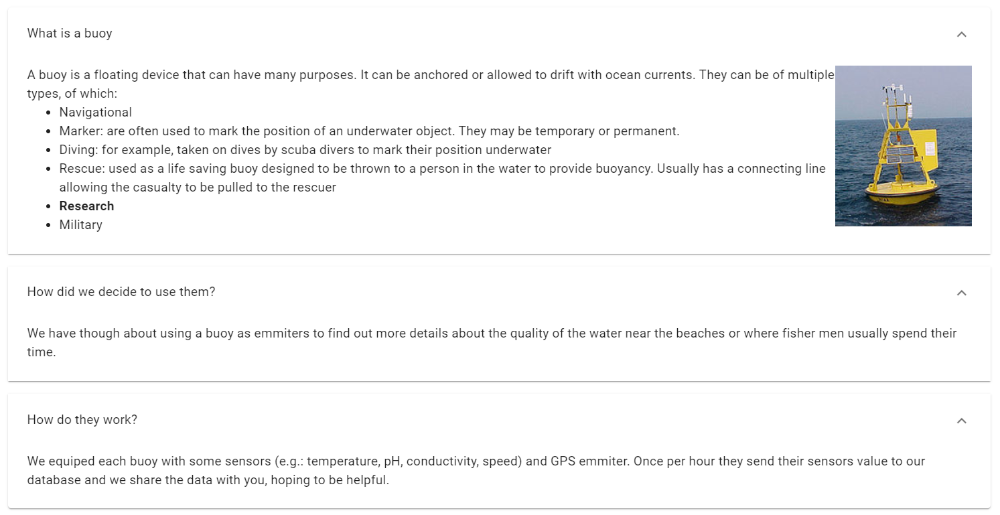 What is a buoy
A buoy is a floating device that can have many purposes. It can be anchored or allowed to drift with ocean currents. They can be of multiple
types, of which:
• Navigational
• Marker: are often used to mark the position of an underwater object. They may be temporary or permanent.
• Diving: for example, taken on dives by scuba divers to mark their position underwater
• Rescue: used as a life saving buoy designed to be thrown to a person in the water to provide buoyancy. Usually has a connecting line
allowing the casualty to be pulled to the rescuer
• Research
• Military
How did we decide to use them?
We have though about using a buoy as emmiters to find out more details about the quality of the water near the beaches or where fisher men usually spend their
time.
How do they work?
We equiped each buoy with some sensors (e.g.: temperature, pH, conductivity, speed) and GPS emmiter. Once per hour they send their sensors value to our
database and we share the data with you, hoping to be helpful.